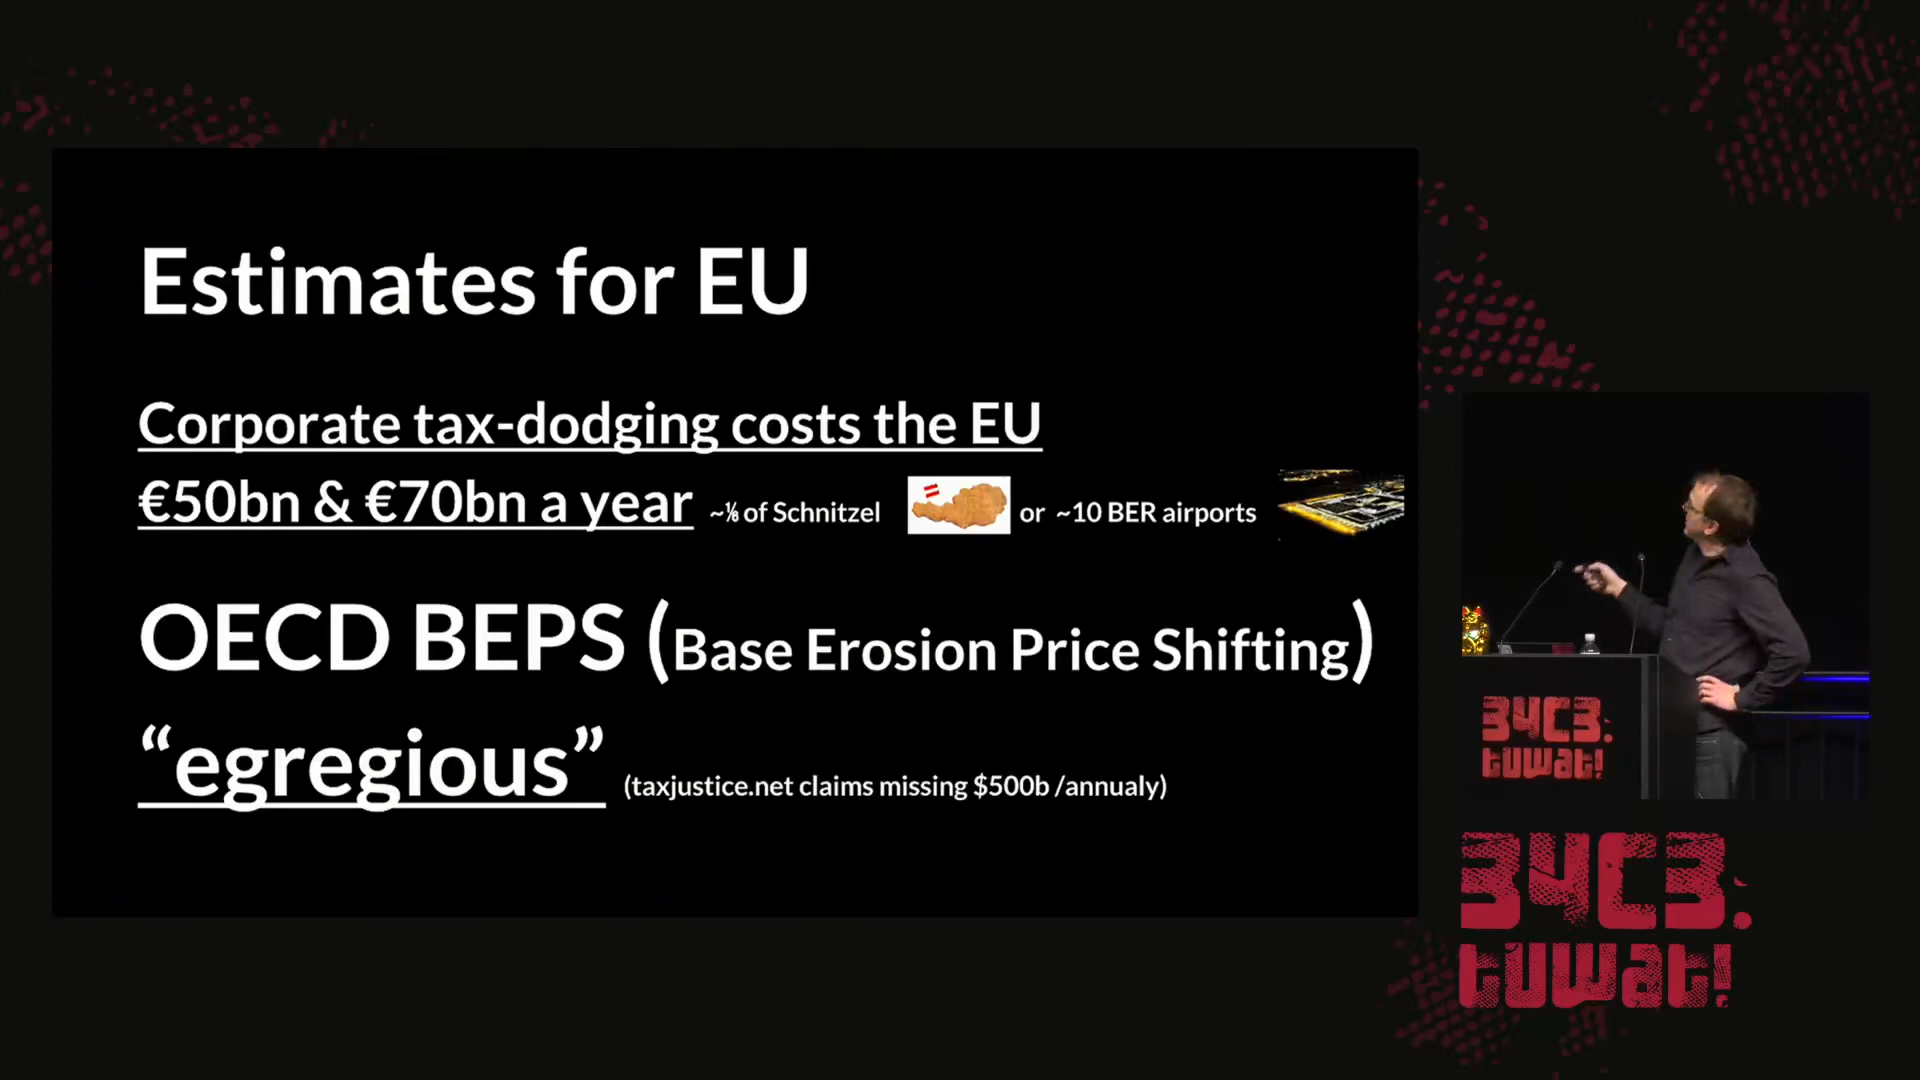 Estimates for EU
Corporate tax-dodging costs the EU
€50bn & €70bn a year ~⅛ of Schnitzel or ~10 BER airports
OECD BEPS (Base Erosion Price Shifting)
“egregious” (taxjustice.net claims missing $500b /annualy)
34C3.
tuwat!
34C3.
tuwat!